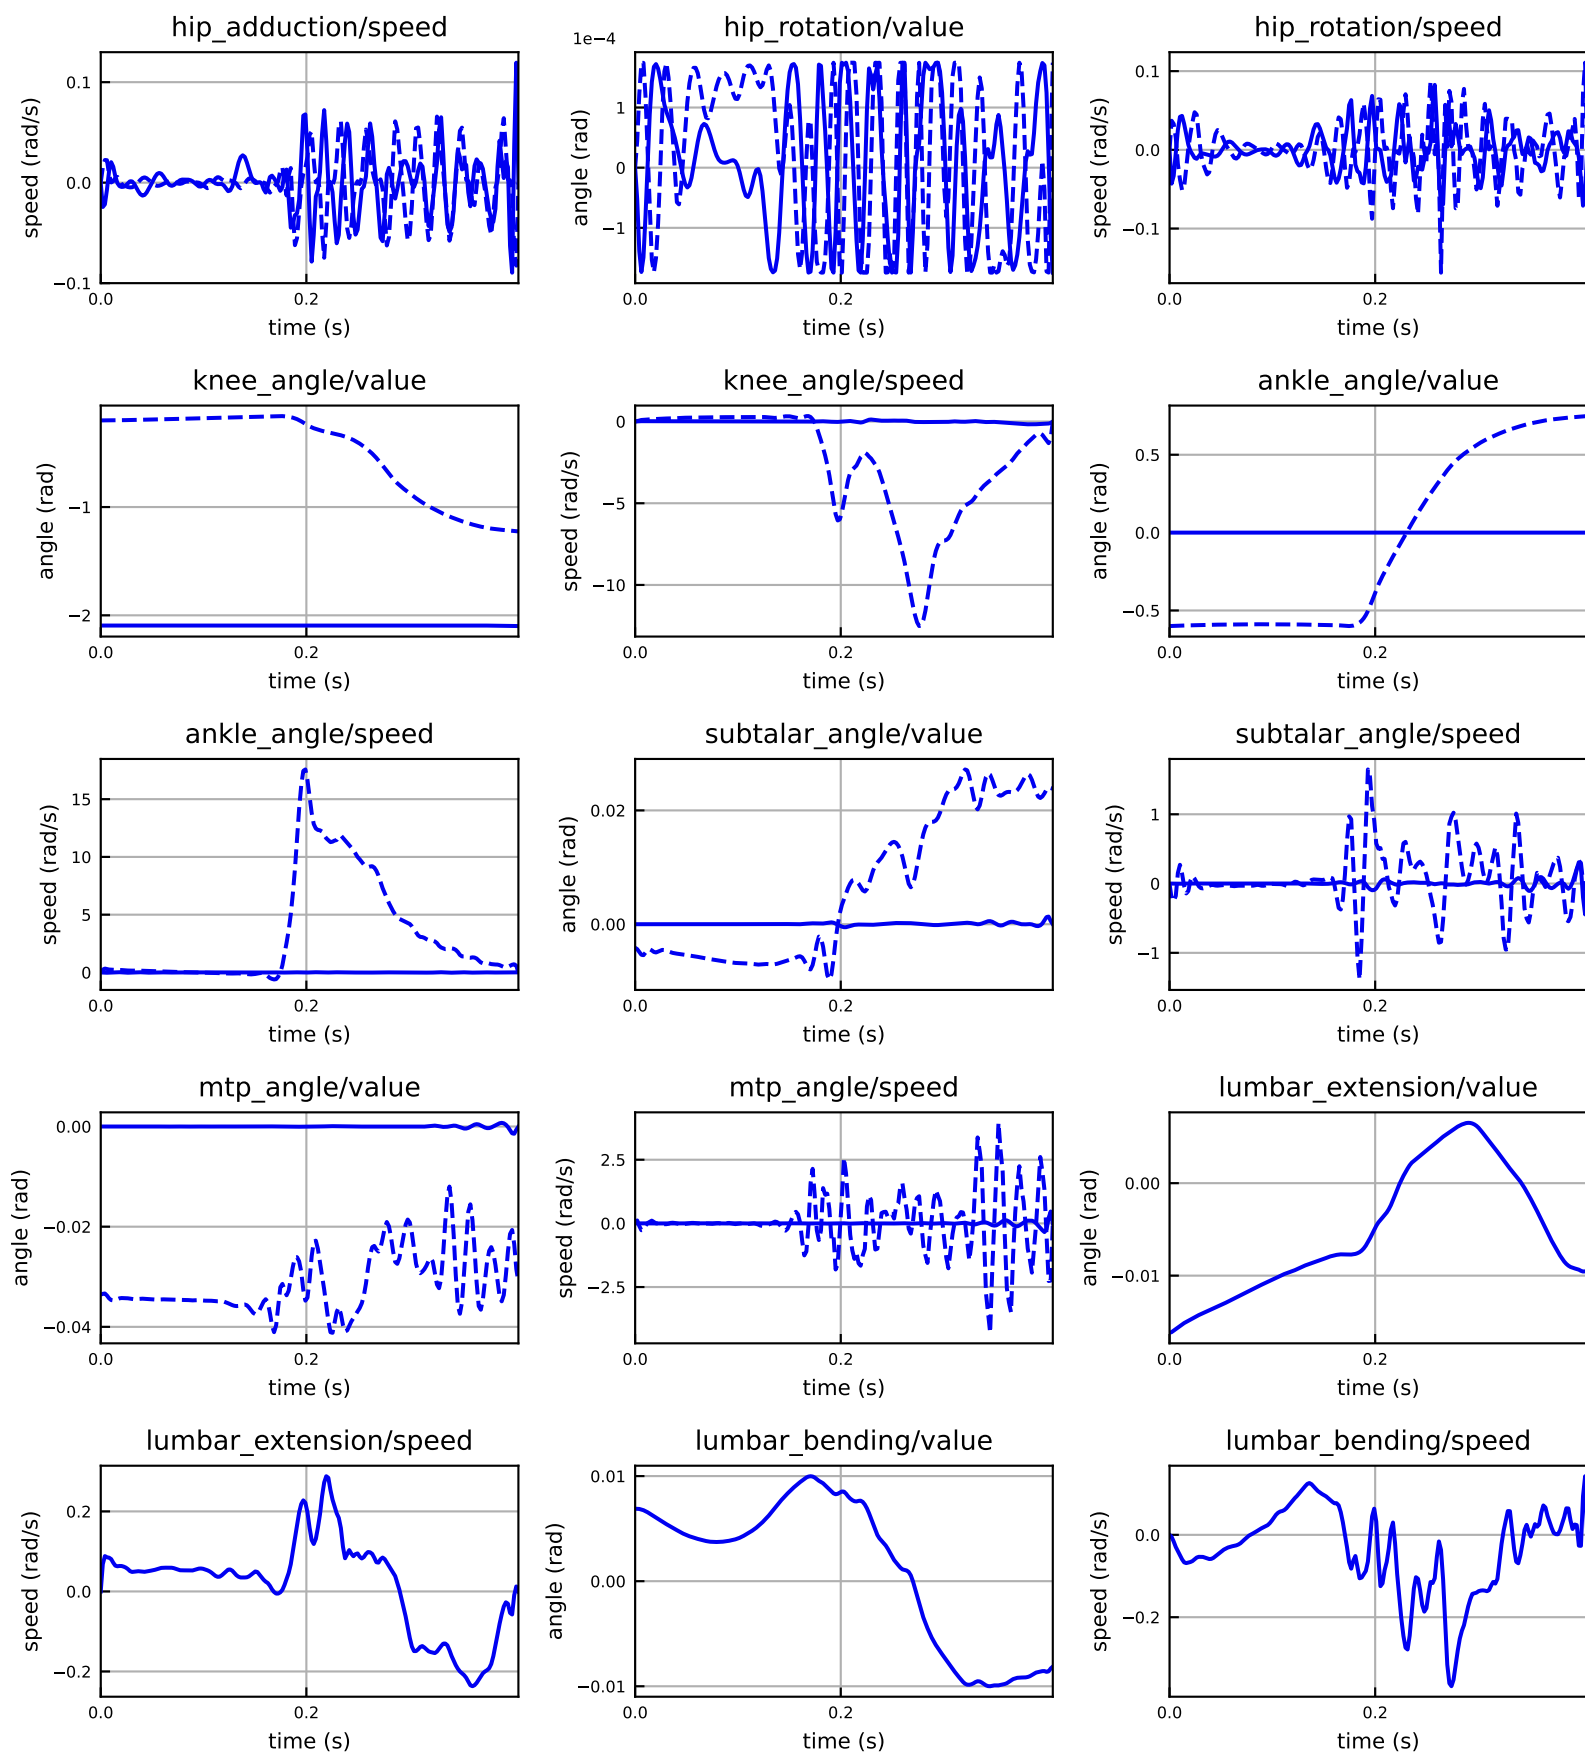 hip_adduction/speed
speed (rad/s)
0.1
0.0
−0.1
0.0
0.2
time (s)
hip_rotation/value
1e−4
angle (rad)
1
0
−1
0.0
0.2
time (s)
hip_rotation/speed
speed (rad/s)
0.1
0.0
−0.1
0.0
0.2
time (s)
knee_angle/value
angle (rad)
−1
−2
0.0
0.2
time (s)
knee_angle/speed
speed (rad/s)
0
−5
−10
0.0
0.2
time (s)
ankle_angle/value
angle (rad)
0.5
0.0
−0.5
0.0
0.2
time (s)
ankle_angle/speed
speed (rad/s)
15
10
5
0
0.0
0.2
time (s)
subtalar_angle/value
angle (rad)
0.02
0.00
0.0
0.2
time (s)
subtalar_angle/speed
speed (rad/s)
1
0
−1
0.0
0.2
time (s)
mtp_angle/value
angle (rad)
0.00
−0.02
−0.04
0.0
0.2
time (s)
mtp_angle/speed
speed (rad/s)
2.5
0.0
−2.5
0.0
0.2
time (s)
lumbar_extension/value
angle (rad)
0.00
−0.01
0.0
0.2
time (s)
lumbar_extension/speed
speed (rad/s)
0.2
0.0
−0.2
0.0
0.2
time (s)
lumbar_bending/value
angle (rad)
0.01
0.00
−0.01
0.0
0.2
time (s)
lumbar_bending/speed
speed (rad/s)
0.0
−0.2
0.0
0.2
time (s)